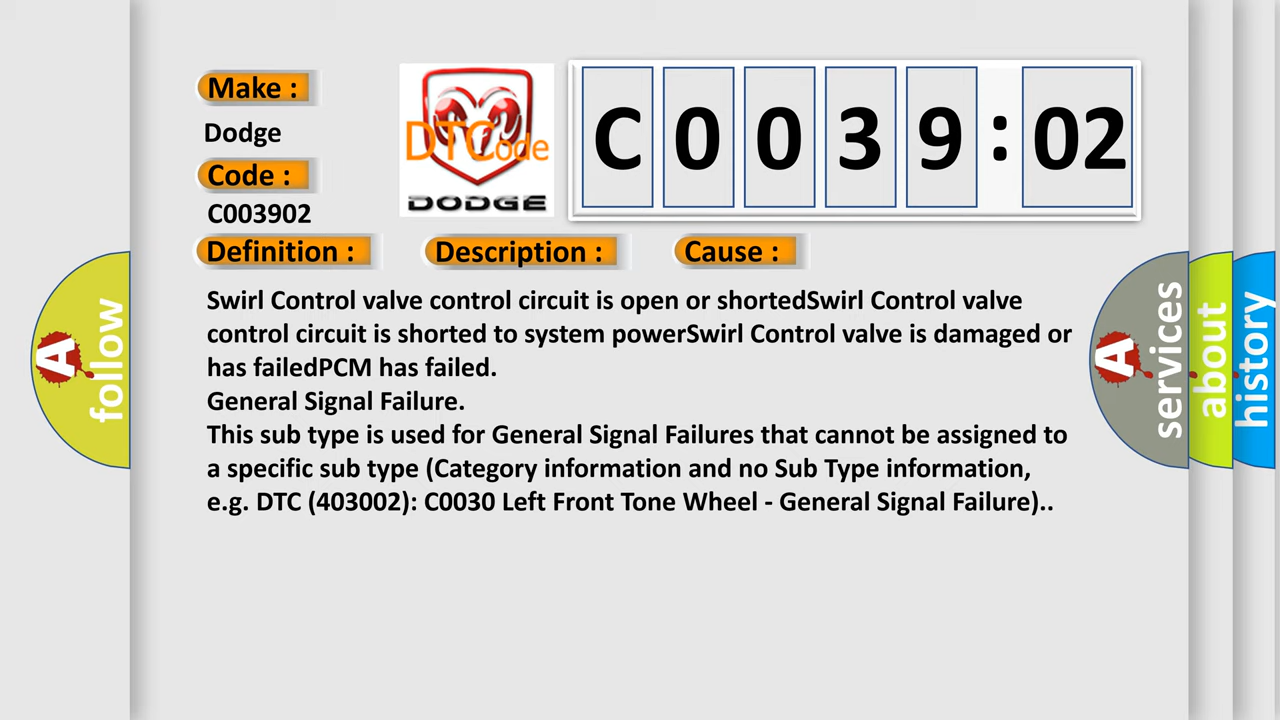 Make :
Dodge
Code :
C003902
DTCode
DODGE
C0039:02
Definition :
Description :
Cause :
Swirl Control valve control circuit is open or shortedSwirl Control valve
control circuit is shorted to system powerSwirl Control valve is damaged or
has failedPCM has failed.
General Signal Failure.
This sub type is used for General Signal Failures that cannot be assigned to
a specific sub type (Category information and no Sub Type information,
e.g. DTC (403002): C0030 Left Front Tone Wheel - General Signal Failure)..
A follow
A services
about
history